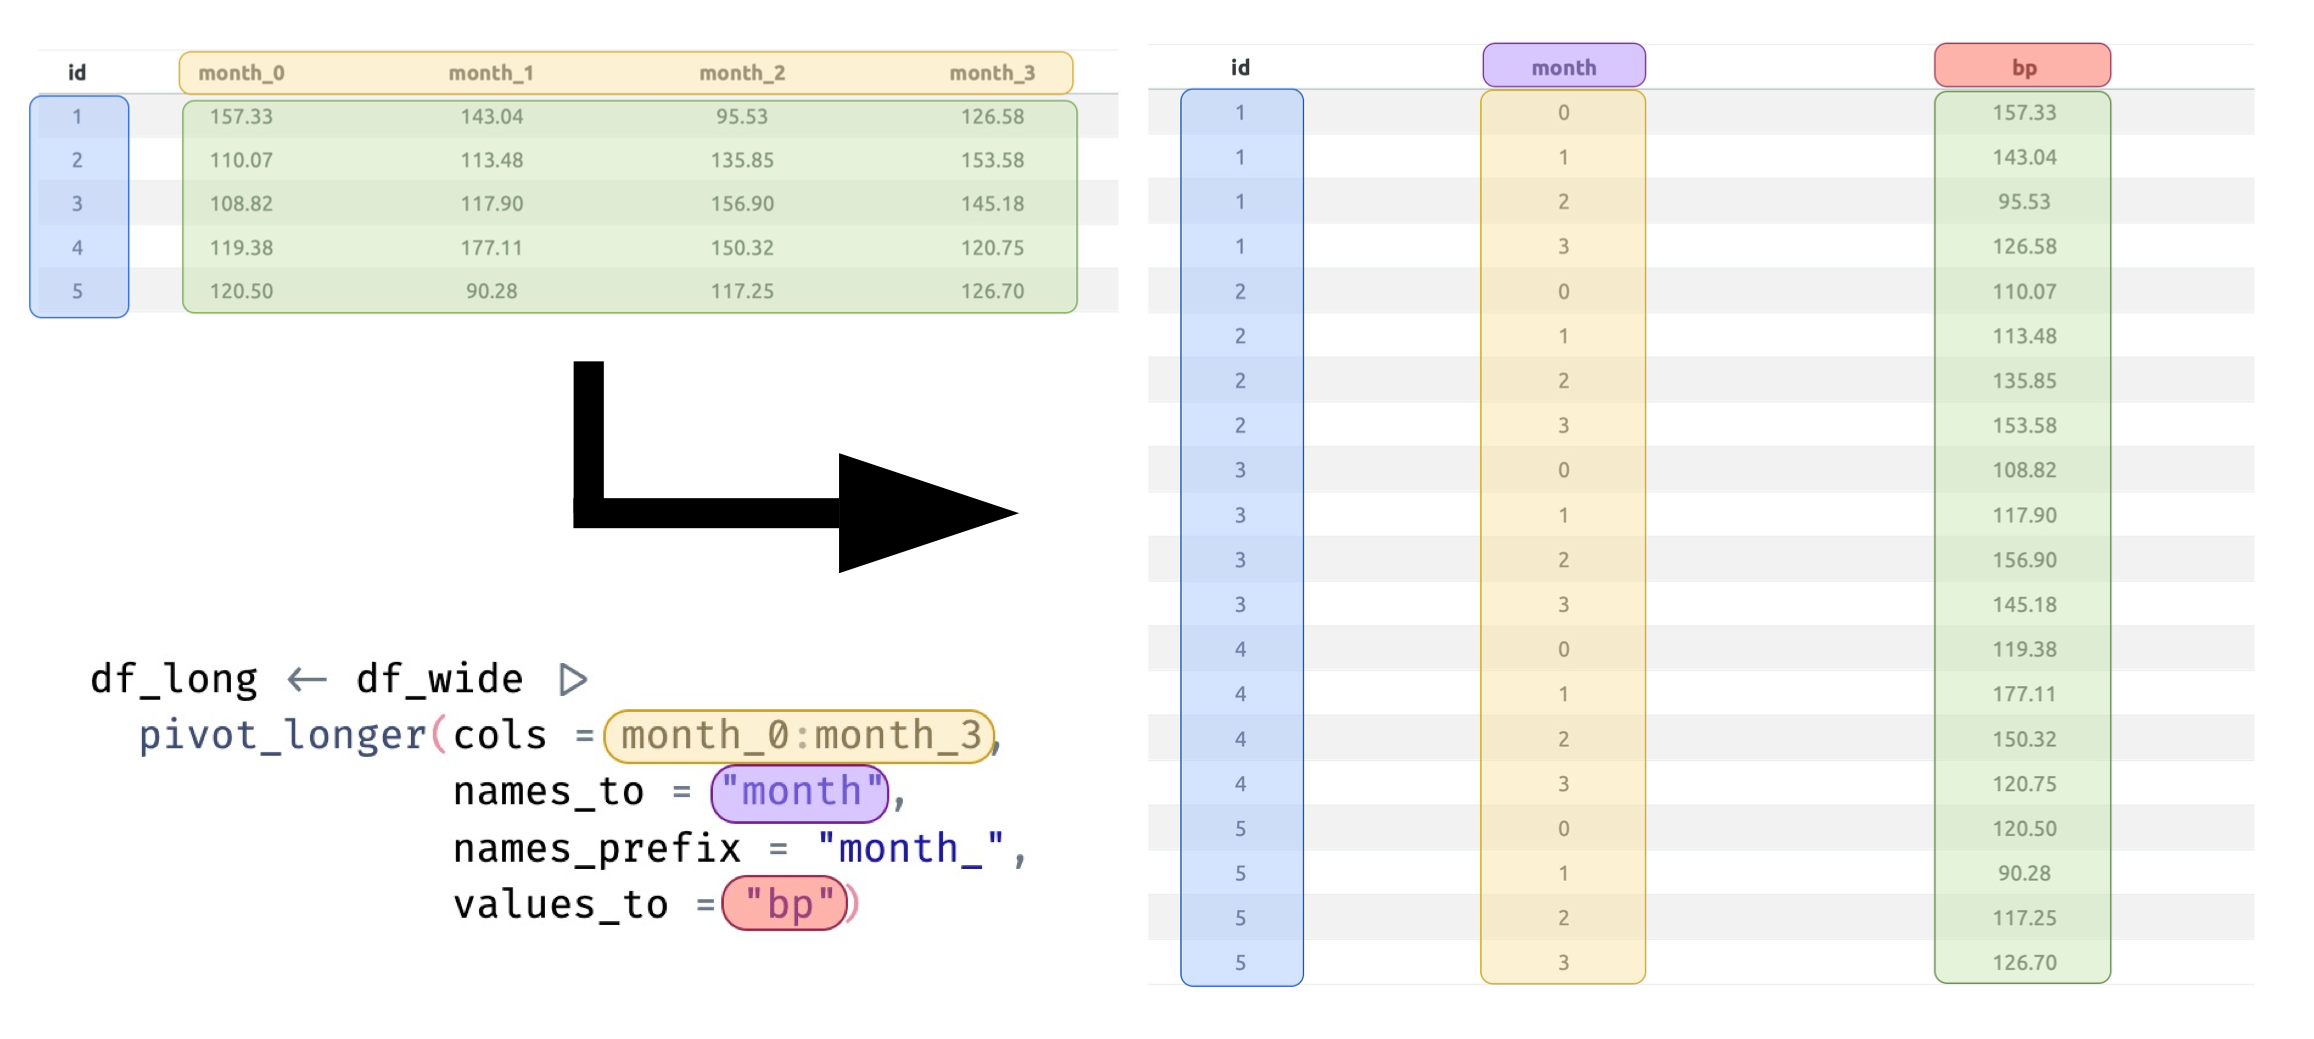 id month_0 month_1 month_2 month_3
1 157.33 143.04 95.53 126.58
2 110.07 113.48 135.85 153.58
3 108.82 117.90 156.90 145.18
4 119.38 177.11 150.32 120.75
5 120.50 90.28 117.25 126.70
df_long ← df_wide ▷
pivot_longer(cols = month_0:month_3,
names_to = "month",
names_prefix = "month_",
values_to = "bp")
id month bp
1 0 157.33
1 1 143.04
1 2 95.53
1 3 126.58
2 0 110.07
2 1 113.48
2 2 135.85
2 3 153.58
3 0 108.82
3 1 117.90
3 2 156.90
3 3 145.18
4 0 119.38
4 1 177.11
4 2 150.32
4 3 120.75
5 0 120.50
5 1 90.28
5 2 117.25
5 3 126.70